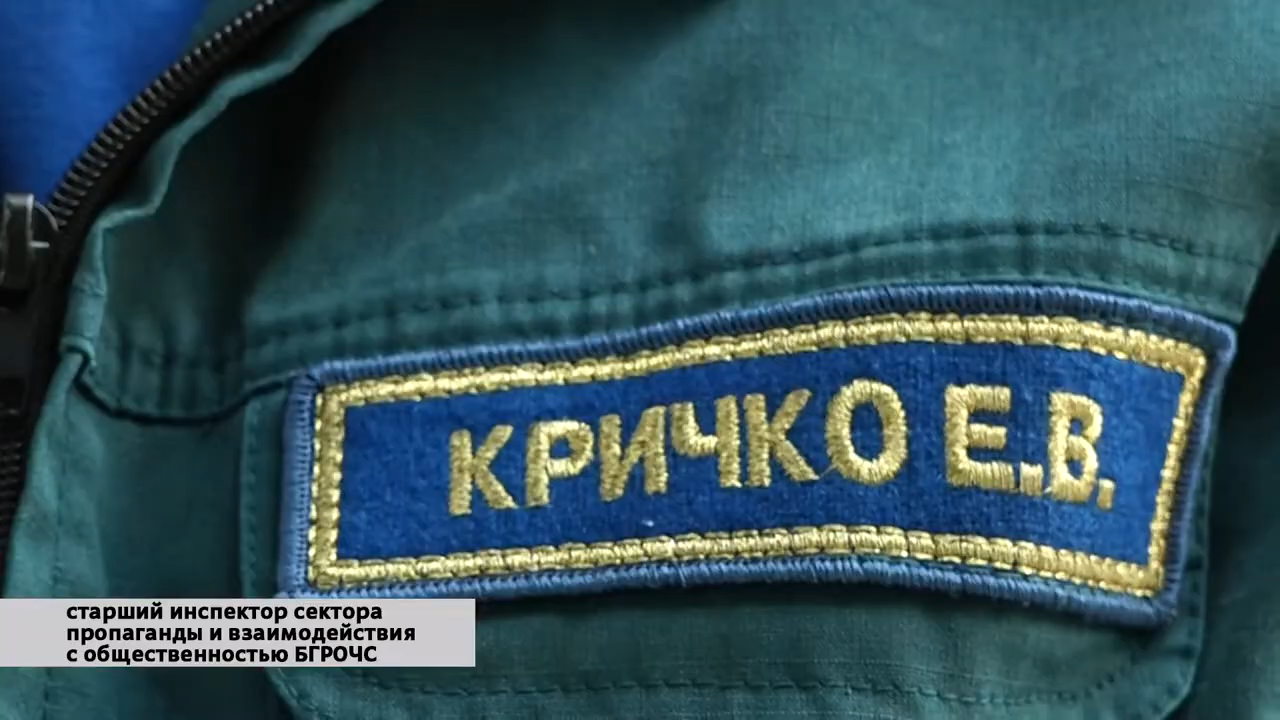 КРИЧКО Е.В.
старший инспектор сектора
пропаганды и взаимодействия
с общественностью БГРОЧС